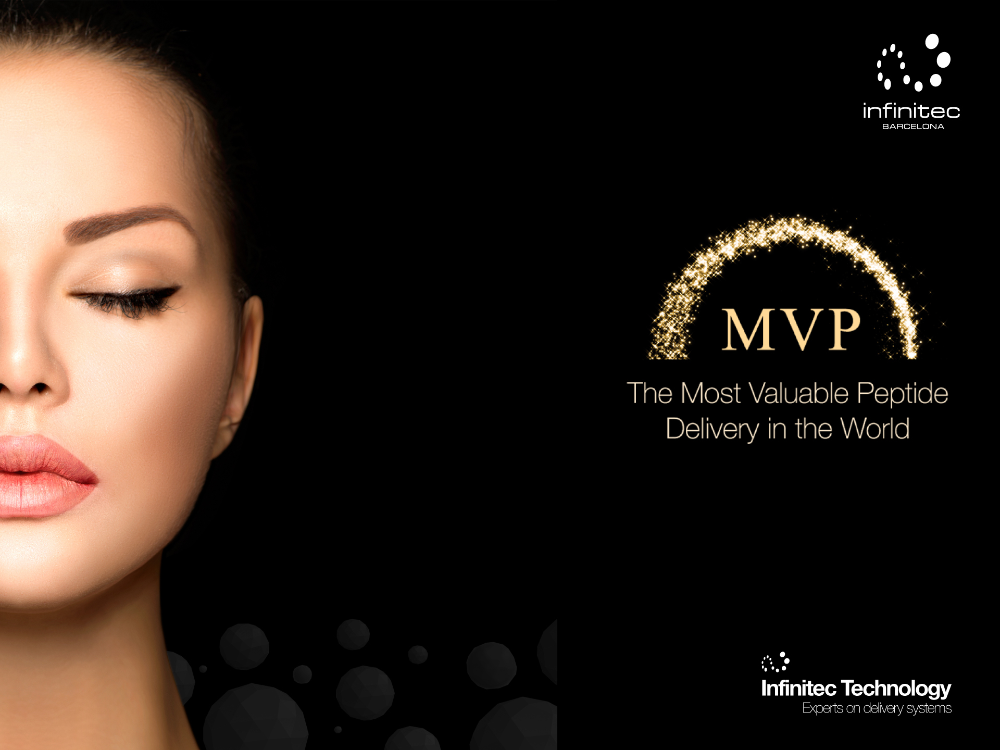 infinitec
BARCELONA
MVP
The Most Valuable Peptide
Delivery in the World
Infinitec Technology
Experts on delivery systems